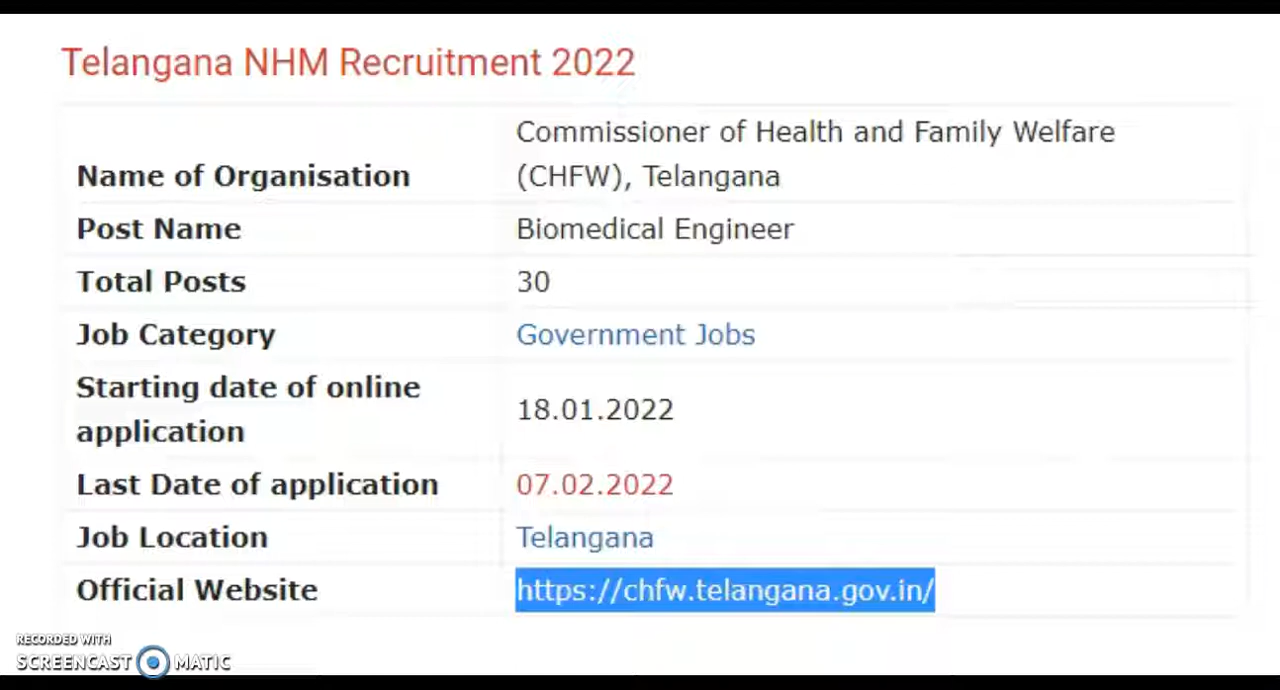 Telangana NHM Recruitment 2022
Name of Organisation Commissioner of Health and Family Welfare
(CHFW), Telangana
Post Name Biomedical Engineer
Total Posts 30
Job Category Government Jobs
Starting date of online
application 18.01.2022
Last Date of application 07.02.2022
Job Location Telangana
Official Website https://chfw.telangana.gov.in/
RECORDED WITH
SCREENCAST MATIC